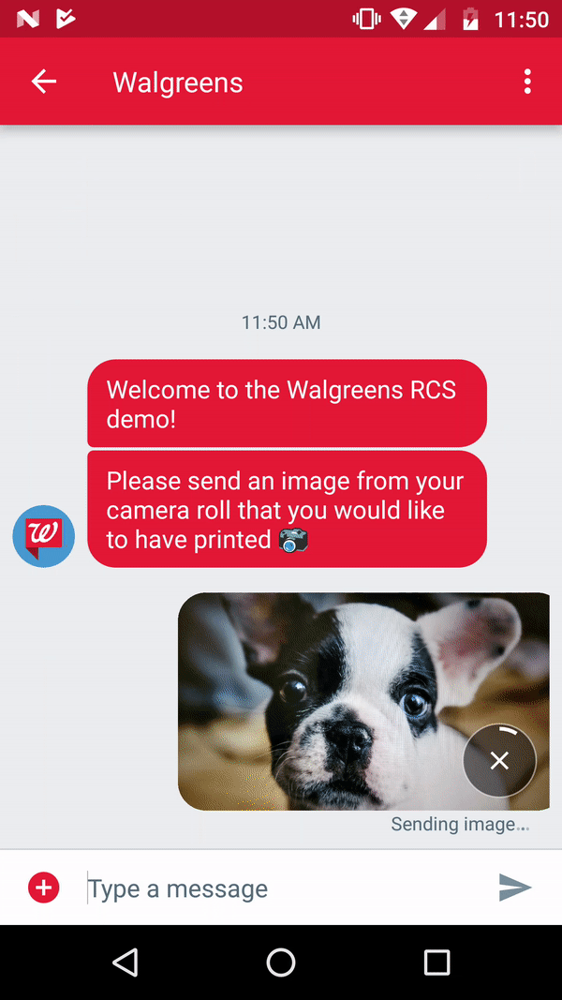 11:50
Walgreens
11:50 AM
Welcome to the Walgreens RCS
demo!
Please send an image from your
camera roll that you would like
to have printed 📷
W
Sending image...
Type a message